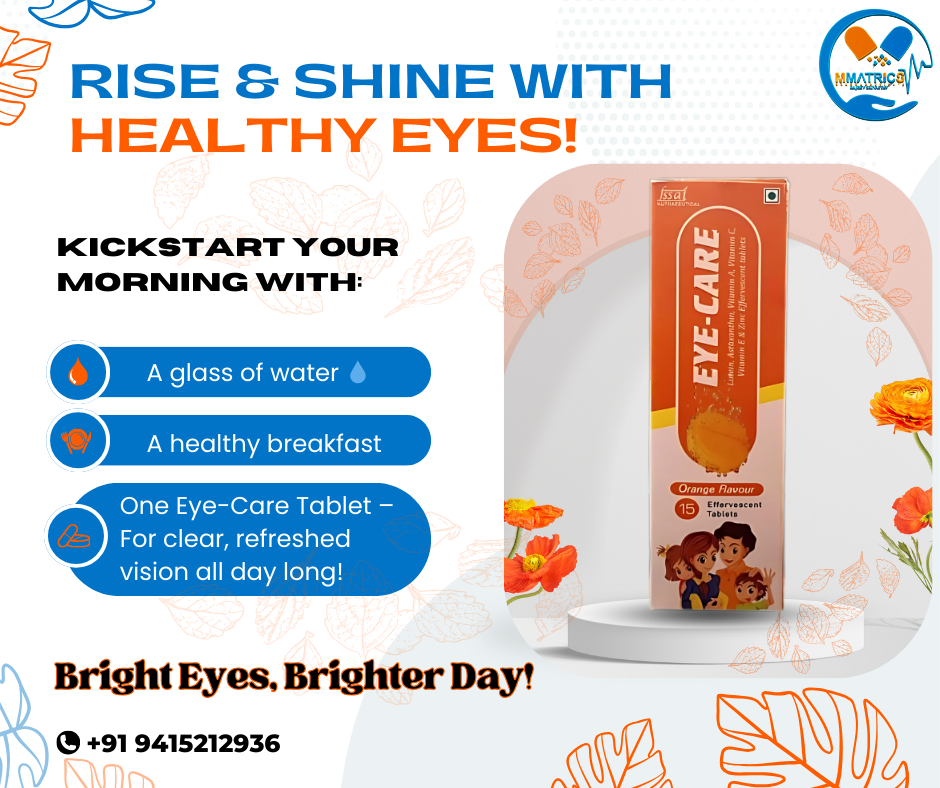 RISE & SHINE WITH
HEALTHY EYES!
MMATRICS
KICKSTART YOUR
MORNING WITH:
A glass of water
A healthy breakfast
One Eye-Care Tablet –
For clear, refreshed
vision all day long!
fssai
NUTRACEUTICAL
EYE-CARE
Lutein, Astaxanthin, Vitamin A, Vitamin C,
Vitamin E & Zinc Effervescent tablets
Orange Flavour
15 Effervescent
Tablets
Bright Eyes, Brighter Day!
+91 9415212936